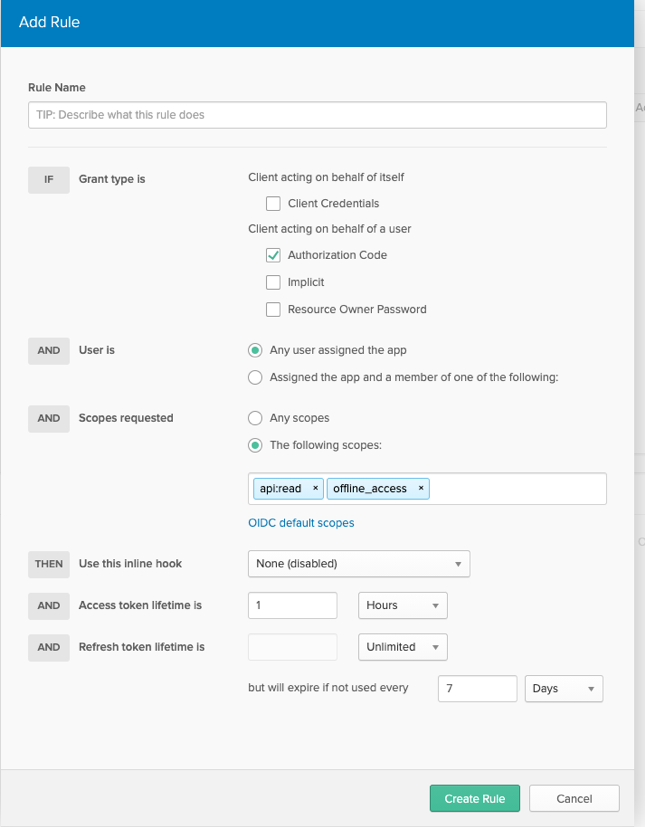 Add Rule
Rule Name
TIP: Describe what this rule does
IF Grant type is Client acting on behalf of itself
Client Credentials
Client acting on behalf of a user
Authorization Code
Implicit
Resource Owner Password
AND User is Any user assigned the app
Assigned the app and a member of one of the following:
AND Scopes requested Any scopes
The following scopes:
api:read × offline_access ×
OIDC default scopes
THEN Use this inline hook None (disabled)
AND Access token lifetime is 1 Hours
AND Refresh token lifetime is Unlimited
but will expire if not used every 7 Days
Create Rule Cancel